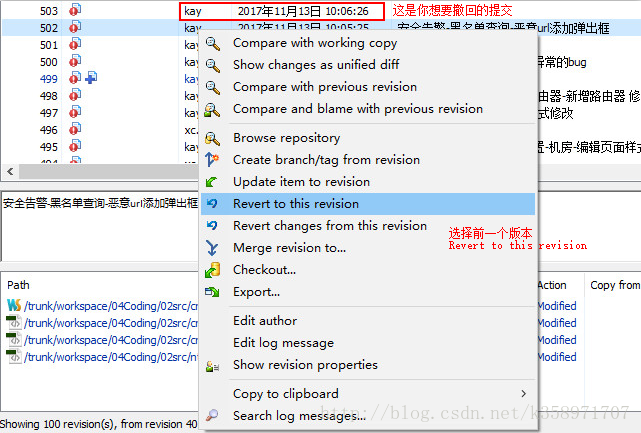 503 kay 2017年11月13日 10:06:26 这是你想要撤回的提交
502 kay 2017年11月13日 10:05:25 安全告警-黑名单查询-恶意url添加弹出框
501 kay
500 kay 异常的bug
499 kay
498 kay 由器-新增路由器 修
497 kay 式修改
496 xc.
495 xc. 置-机房-编辑页面样式
494
Compare with working copy
Show changes as unified diff
Compare with previous revision
Compare and blame with previous revision
Browse repository
Create branch/tag from revision
Update item to revision
Revert to this revision
Revert changes from this revision
Merge revision to...
Checkout...
Export...
Edit author
Edit log message
Show revision properties
Copy to clipboard
Search log messages...
选择前一个版本
Revert to this revision
安全告警-黑名单查询-恶意url添加弹出框
Path Action Copy from
/trunk/workspace/04Coding/02src/cr Modified
/trunk/workspace/04Coding/02src/cr Modified
/trunk/workspace/04Coding/02src/cr Modified
/trunk/workspace/04Coding/02src/n Modified
Showing 100 revision(s), from revision 40
http://blog.csdn.net/k358971707